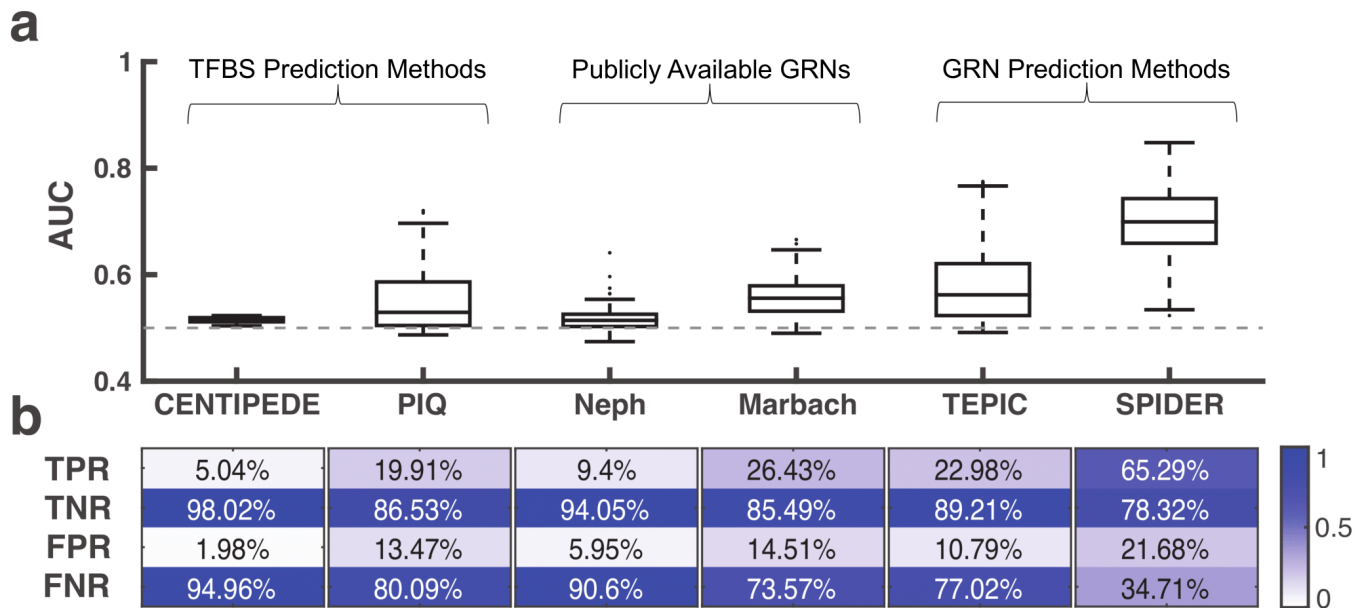 a
TFBS Prediction Methods Publicly Available GRNs GRN Prediction Methods
1
0.8
0.6
0.4
AUC
CENTIPEDE PIQ Neph Marbach TEPIC SPIDER
b
TPR 5.04% 19.91% 9.4% 26.43% 22.98% 65.29%
TNR 98.02% 86.53% 94.05% 85.49% 89.21% 78.32%
FPR 1.98% 13.47% 5.95% 14.51% 10.79% 21.68%
FNR 94.96% 80.09% 90.6% 73.57% 77.02% 34.71%
1
0.5
0